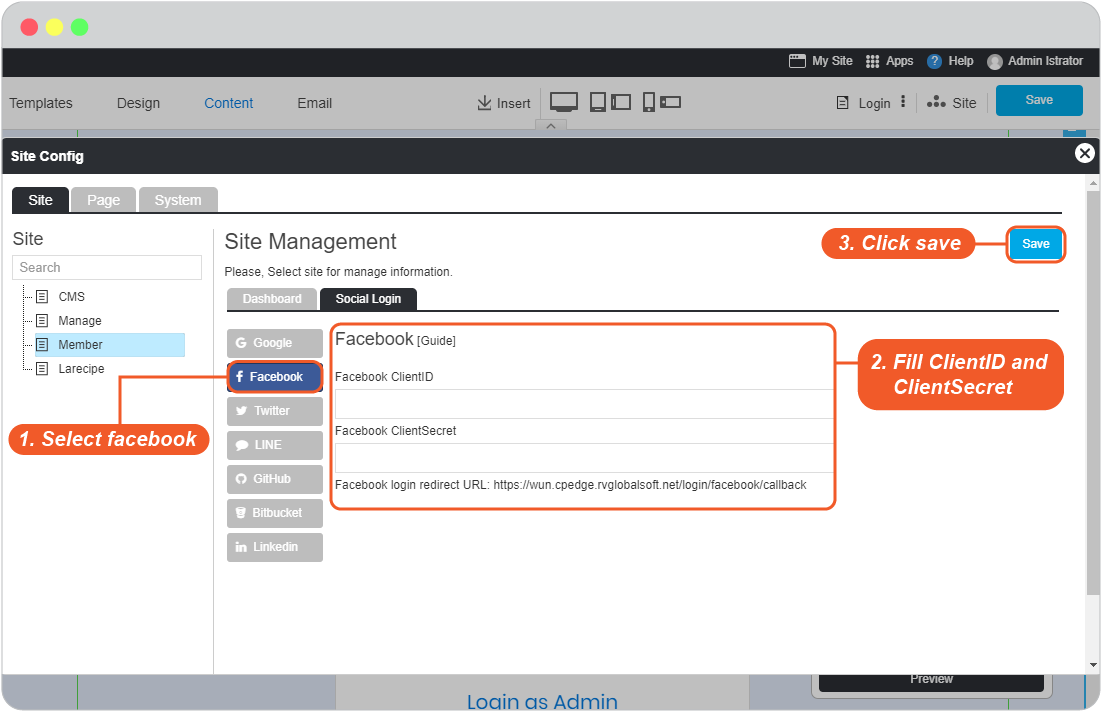 My Site Apps ? Help Admin Istrator
Templates Design Content Email Insert Login Site Save
Site Config
Site Page System
Site
Search
CMS
Manage
Member
Larecipe
Site Management
3. Click save
Save
Please, Select site for manage information.
Dashboard Social Login
Google
Facebook
Twitter
LINE
GitHub
Bitbucket
in Linkedin
1. Select facebook
Facebook [Guide]
Facebook ClientID
Facebook ClientSecret
Facebook login redirect URL: https://wun.cpedge.rvglobalsoft.net/login/facebook/callback
2. Fill ClientID and
ClientSecret
Preview
Login as Admin